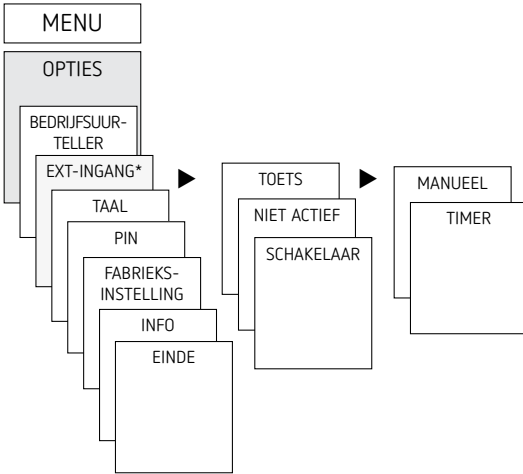 MENU
OPTIES
BEDRIJFSUUR-
TELLER
EXT-INGANG*
TAAL
PIN
FABRIEKS-
INSTELLING
INFO
EINDE
TOETS
NIET ACTIEF
SCHAKELAAR
MANUEEL
TIMER